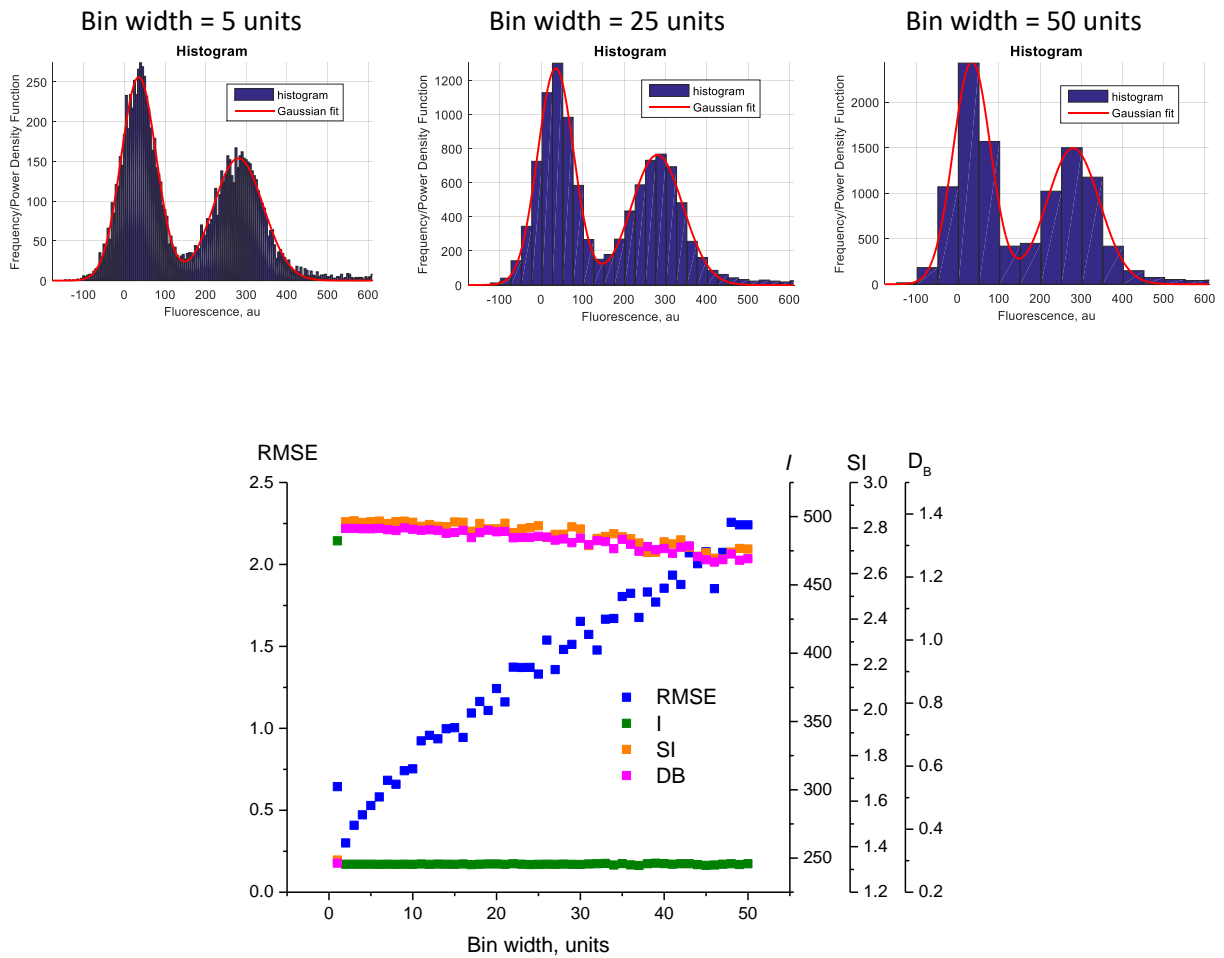 Bin width = 5 units
Bin width = 25 units
Bin width = 50 units
Histogram
Frequency/Power Density Function
250
200
150
100
50
0
histogram
Gaussian fit
-100 0 100 200 300 400 500 600
Fluorescence, au
Histogram
Frequency/Power Density Function
1200
1000
800
600
400
200
0
histogram
Gaussian fit
-100 0 100 200 300 400 500 600
Fluorescence, au
Histogram
Frequency/Power Density Function
2000
1500
1000
500
0
histogram
Gaussian fit
-100 0 100 200 300 400 500 600
Fluorescence, au
RMSE
2.5
2.0
1.5
1.0
0.5
0.0
I
500
450
400
350
300
250
SI
3.0
2.8
2.6
2.4
2.2
2.0
1.8
1.6
1.4
1.2
D_B
1.4
1.2
1.0
0.8
0.6
0.4
0.2
RMSE
I
SI
DB
0 10 20 30 40 50
Bin width, units